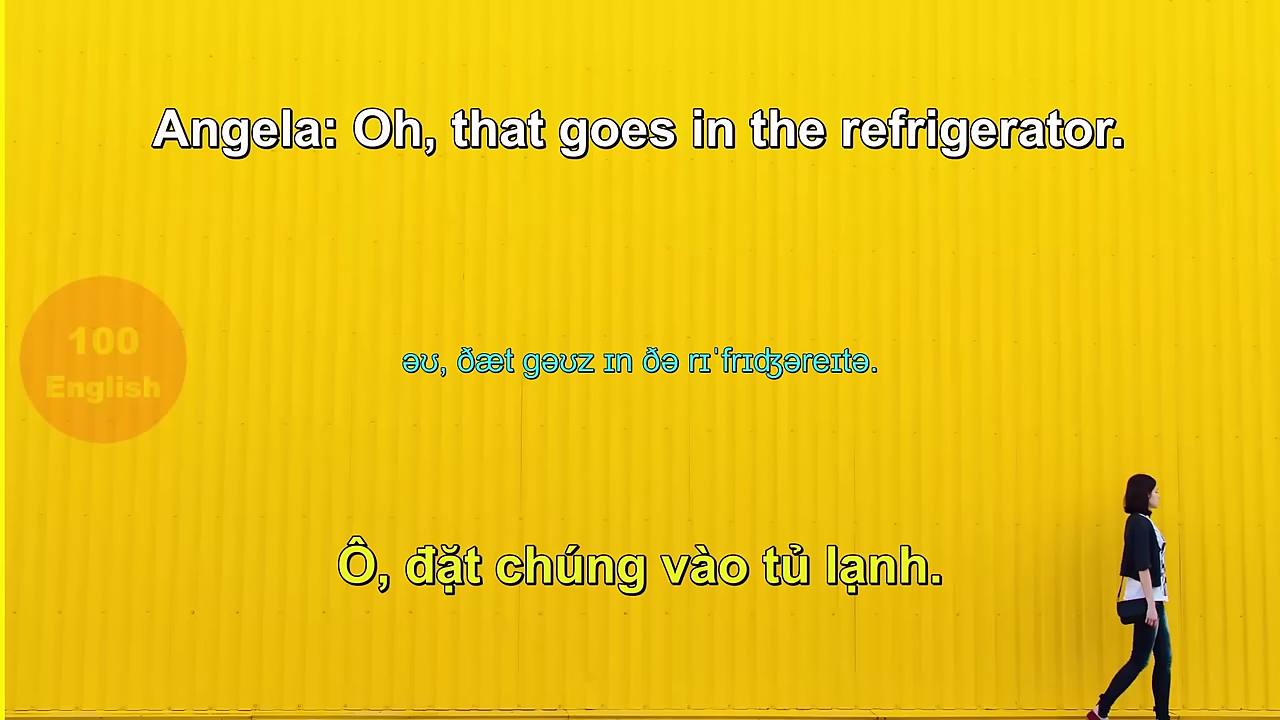 Angela: Oh, that goes in the refrigerator.
100
English
əʊ, ðæt gəʊz ɪn ðə rɪˈfrɪʤəreɪtə.
Ô, đặt chúng vào tủ lạnh.